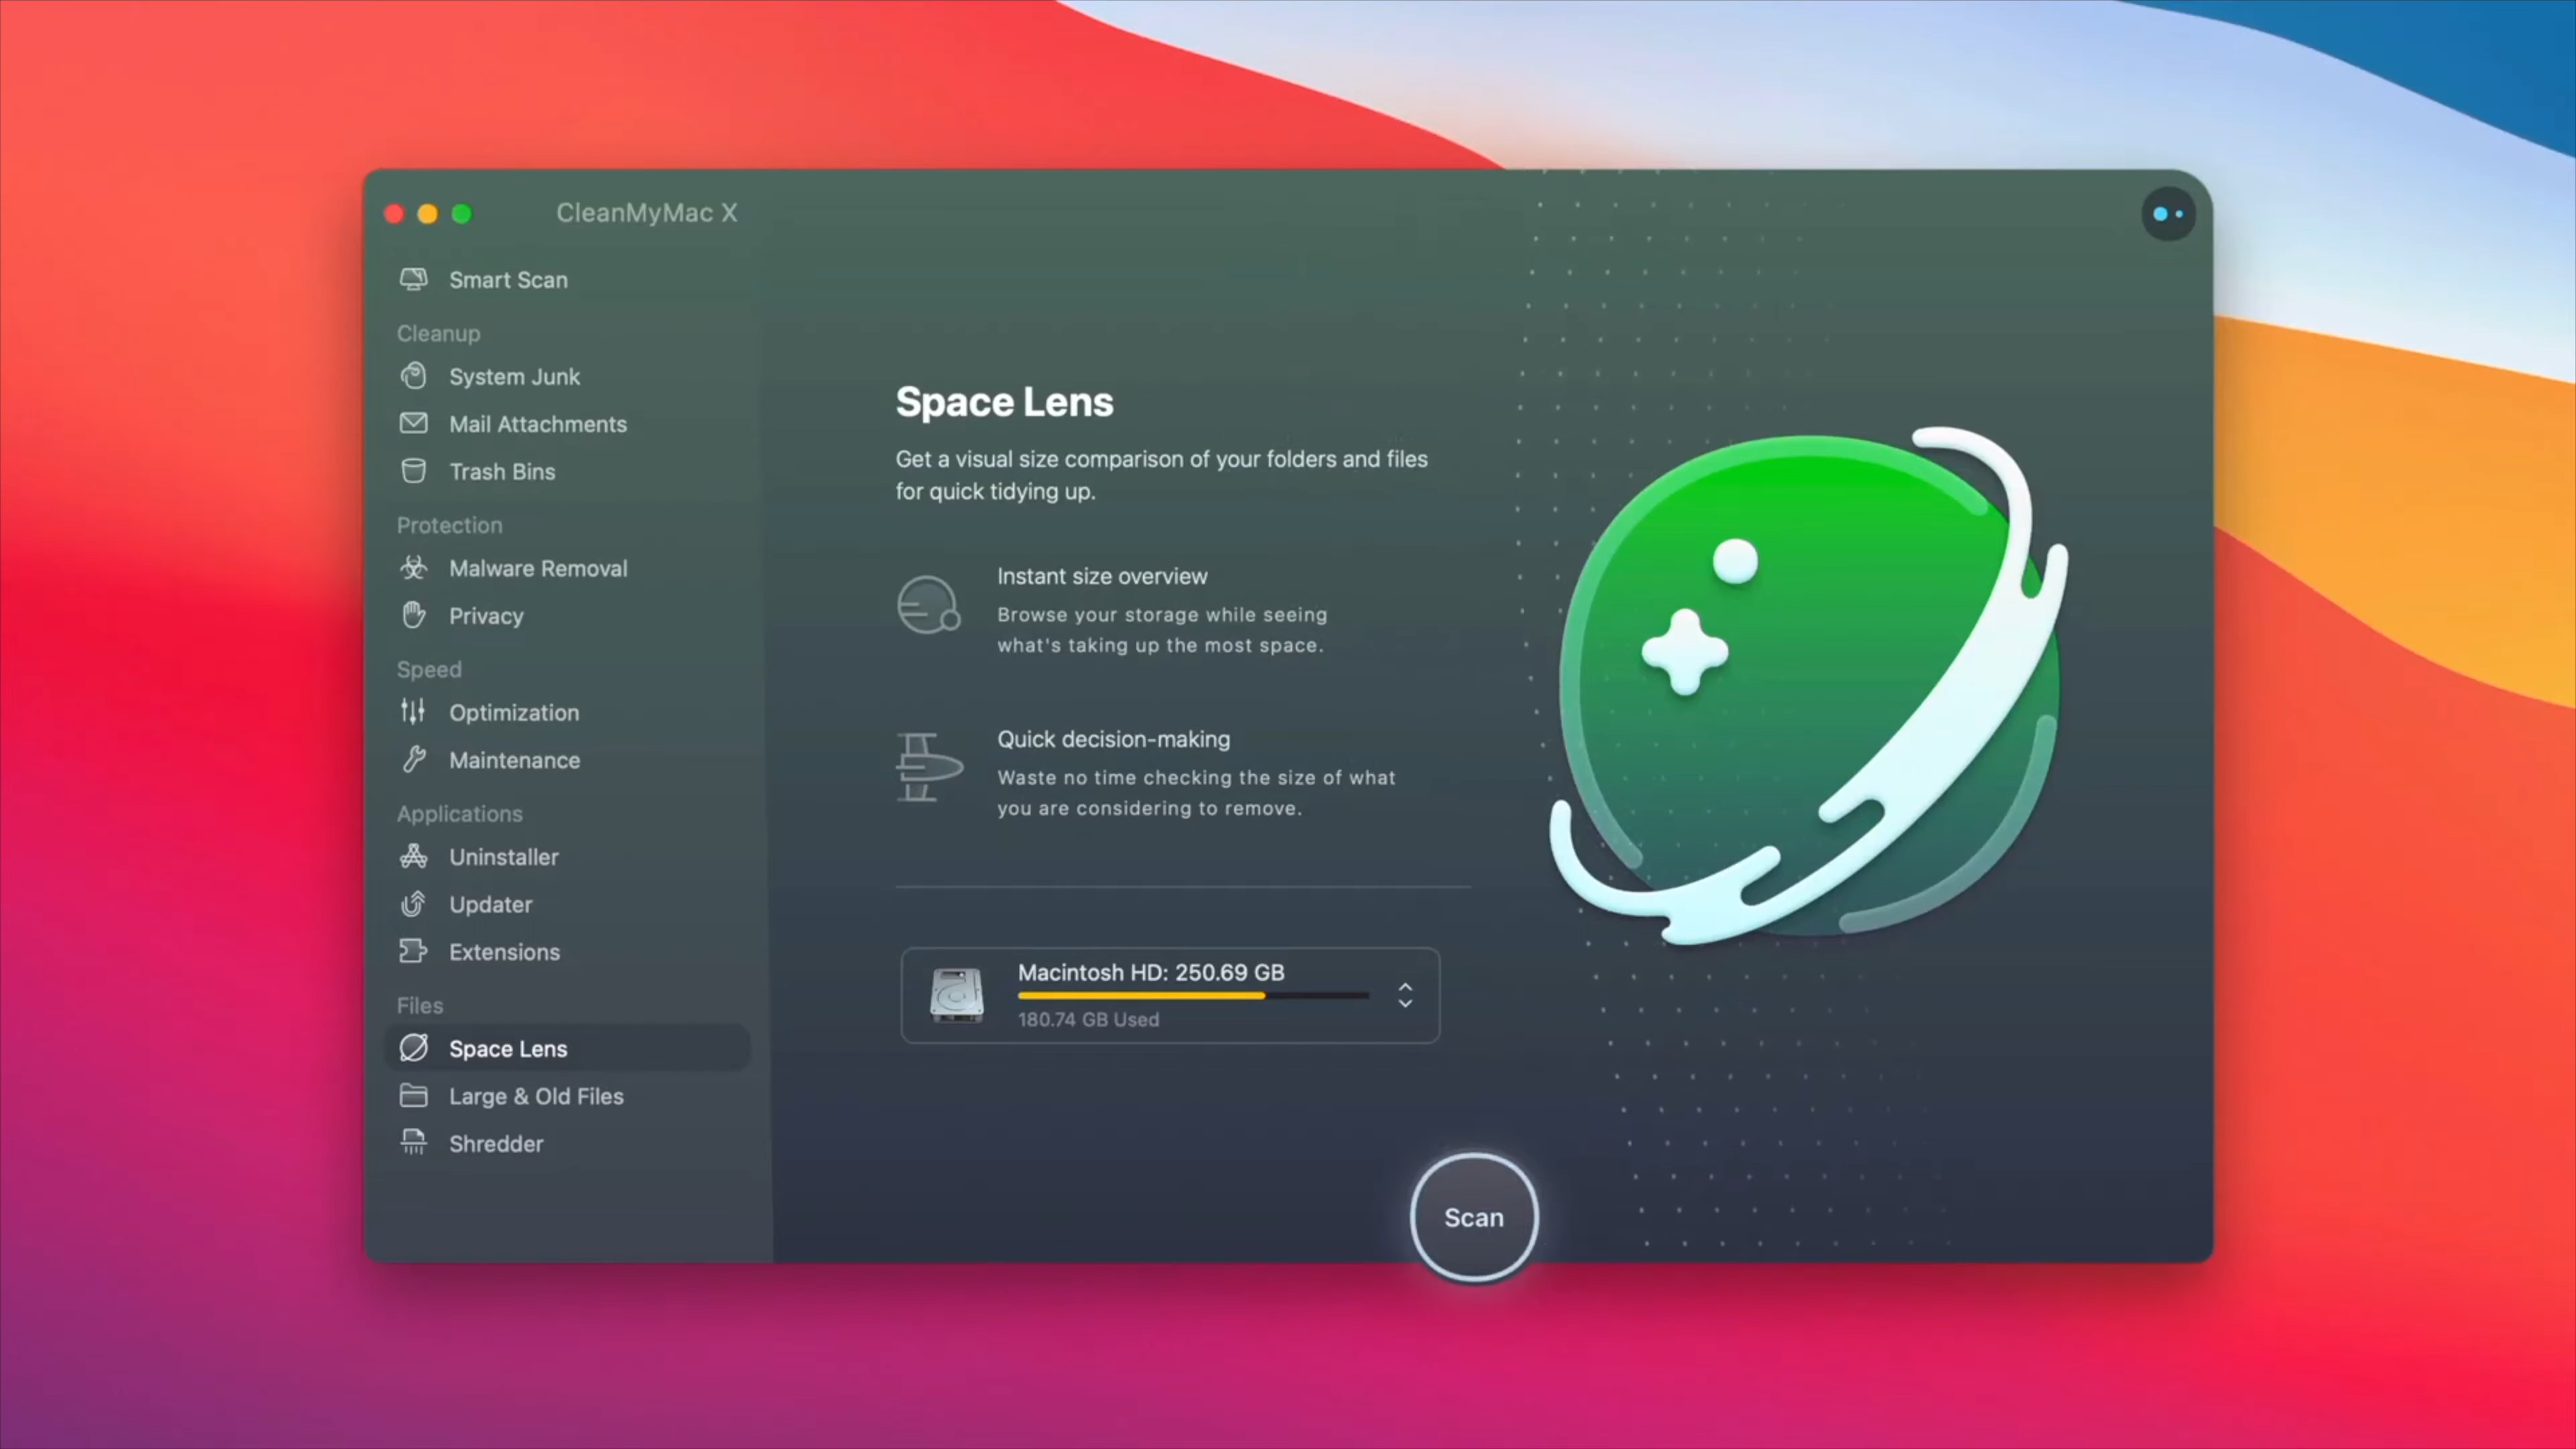 CleanMyMac X
Smart Scan
Cleanup
System Junk
Mail Attachments
Trash Bins
Protection
Malware Removal
Privacy
Speed
Optimization
Maintenance
Applications
Uninstaller
Updater
Extensions
Files
Space Lens
Large & Old Files
Shredder
Space Lens
Get a visual size comparison of your folders and files
for quick tidying up.
Instant size overview
Browse your storage while seeing
what's taking up the most space.
Quick decision-making
Waste no time checking the size of what
you are considering to remove.
Macintosh HD: 250.69 GB
180.74 GB Used
Scan